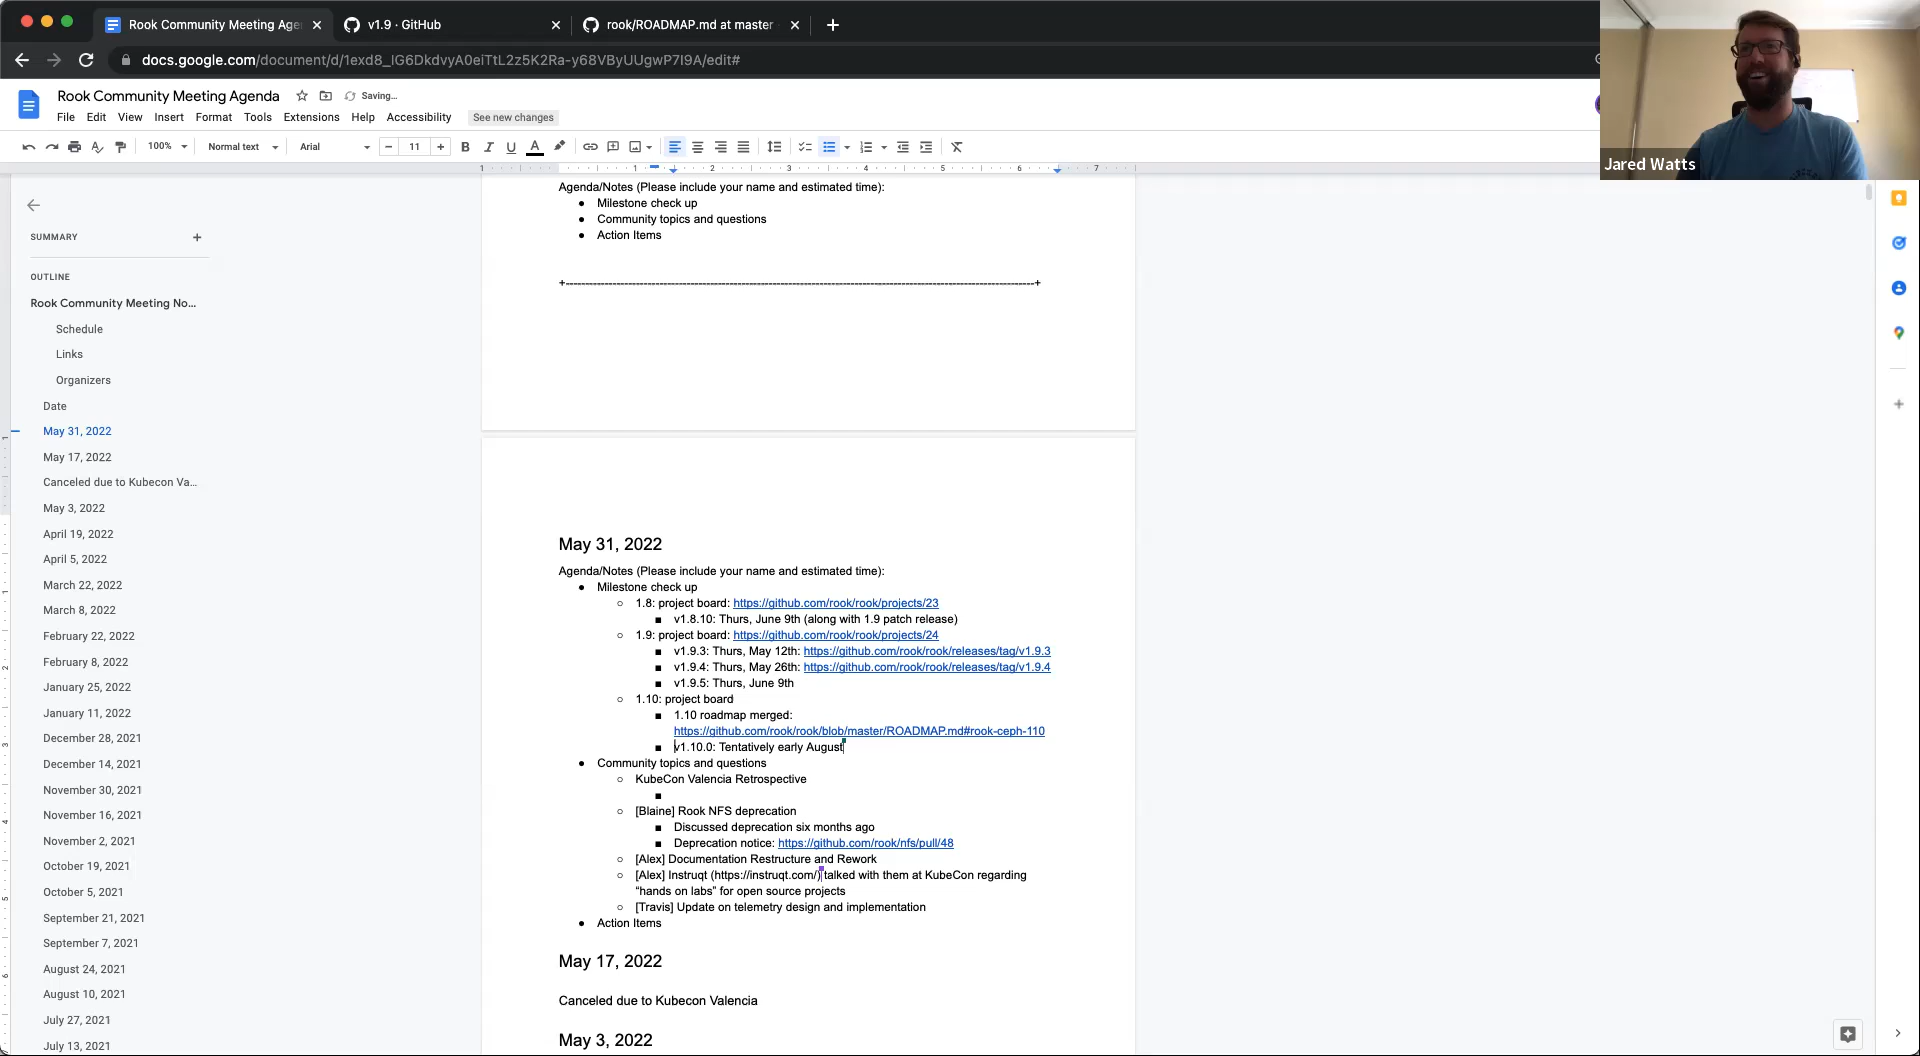 Rook Community Meeting Age
v1.9 · GitHub
rook/ROADMAP.md at master
docs.google.com/document/d/1exd8_IG6DkdvyA0eiTtL2z5K2Ra-y68VByUUgwP7I9A/edit#
Rook Community Meeting Agenda
Saving...
File Edit View Insert Format Tools Extensions Help Accessibility See new changes
100% Normal text Arial 11 B I U A
Jared Watts
1 1 2 3 4 5 6 7
SUMMARY
OUTLINE
Rook Community Meeting No...
Schedule
Links
Organizers
Date
May 31, 2022
May 17, 2022
Canceled due to Kubecon Va...
May 3, 2022
April 19, 2022
April 5, 2022
March 22, 2022
March 8, 2022
February 22, 2022
February 8, 2022
January 25, 2022
January 11, 2022
December 28, 2021
December 14, 2021
November 30, 2021
November 16, 2021
November 2, 2021
October 19, 2021
October 5, 2021
September 21, 2021
September 7, 2021
August 24, 2021
August 10, 2021
July 27, 2021
July 13, 2021
Agenda/Notes (Please include your name and estimated time):
● Milestone check up
● Community topics and questions
● Action Items
May 31, 2022
Agenda/Notes (Please include your name and estimated time):
● Milestone check up
○ 1.8: project board: https://github.com/rook/rook/projects/23
■ v1.8.10: Thurs, June 9th (along with 1.9 patch release)
○ 1.9: project board: https://github.com/rook/rook/projects/24
■ v1.9.3: Thurs, May 12th: https://github.com/rook/rook/releases/tag/v1.9.3
■ v1.9.4: Thurs, May 26th: https://github.com/rook/rook/releases/tag/v1.9.4
■ v1.9.5: Thurs, June 9th
○ 1.10: project board
■ 1.10 roadmap merged:
https://github.com/rook/rook/blob/master/ROADMAP.md#rook-ceph-110
■ v1.10.0: Tentatively early August
● Community topics and questions
○ KubeCon Valencia Retrospective
■
○ [Blaine] Rook NFS deprecation
■ Discussed deprecation six months ago
■ Deprecation notice: https://github.com/rook/nfs/pull/48
○ [Alex] Documentation Restructure and Rework
○ [Alex] Instruqt (https://instruqt.com/) talked with them at KubeCon regarding
“hands on labs” for open source projects
○ [Travis] Update on telemetry design and implementation
● Action Items
May 17, 2022
Canceled due to Kubecon Valencia
May 3, 2022